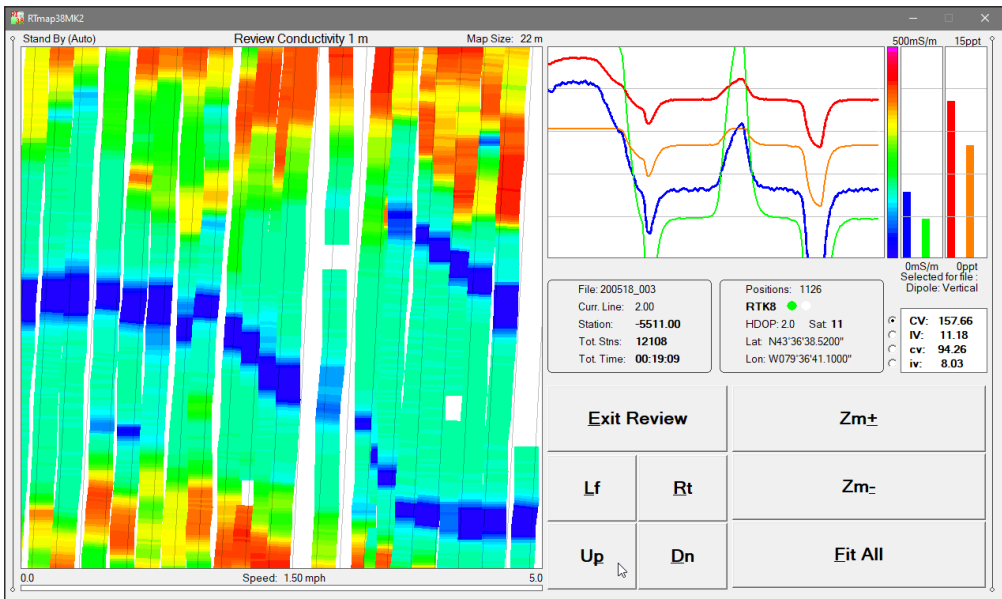 RTmap38MK2
Stand By (Auto) Review Conductivity 1 m Map Size: 22 m
500mS/m 15ppt
0mS/m 0ppt
Selected for file :
Dipole: Vertical
File: 200518_003
Curr. Line: 2.00
Station: -5511.00
Tot. Stns: 12108
Tot. Time: 00:19:09
Positions: 1126
RTK8
HDOP: 2.0 Sat: 11
Lat: N43°36'38.5200"
Lon: W079°36'41.1000"
CV: 157.66
IV: 11.18
cv: 94.26
iv: 8.03
Exit Review
Zm+
Lf
Rt
Zm-
Up
Dn
Fit All
0.0 Speed: 1.50 mph 5.0